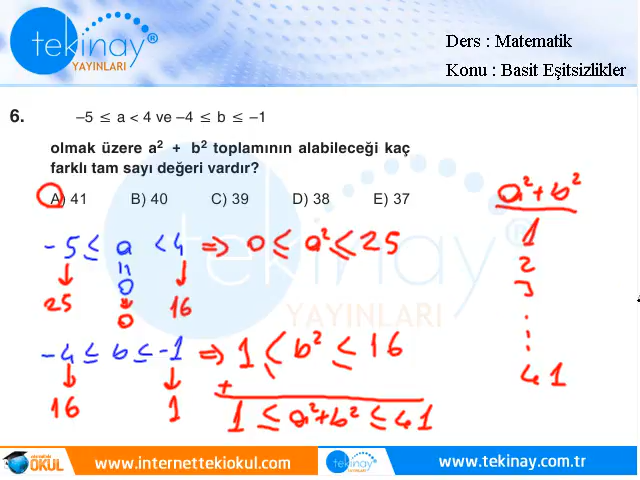 tekinay®
YAYINLARI
Ders : Matematik
Konu : Basit Eşitsizlikler
6. –5 ≤ a < 4 ve –4 ≤ b ≤ –1
olmak üzere a² + b² toplamının alabileceği kaç
farklı tam sayı değeri vardır?
A) 41 B) 40 C) 39 D) 38 E) 37
-5 ≤ a < 4 ⇒ 0 ≤ a² ≤ 25
↓ = ↓
25 0 16
↓
0
-4 ≤ b ≤ -1 ⇒ 1 ≤ b² ≤ 16
↓ ↓ +
16 1 1 ≤ a²+b² ≤ 41
a²+b²
1
2
3
⋮
41
tekinay
YAYINLARI
internetteki OKUL
www.internettekiokul.com
tekinay
YAYINLARI
www.tekinay.com.tr